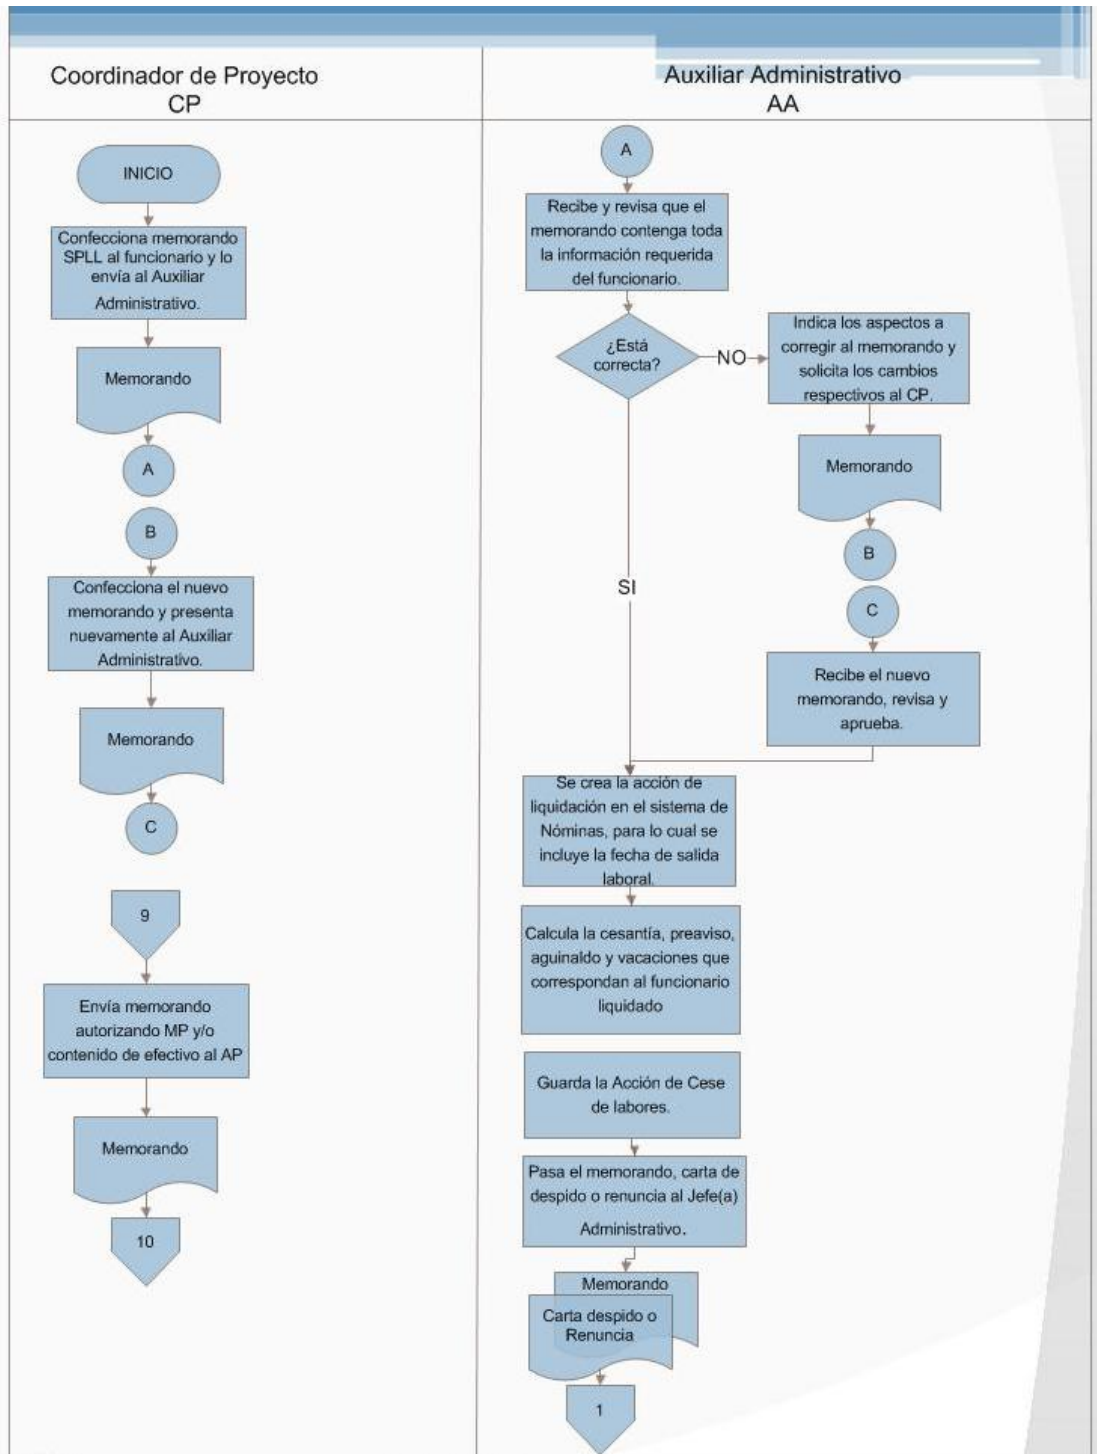 Coordinador de Proyecto
CP
INICIO
Confecciona memorando
SPLL al funcionario y lo
envía al Auxiliar
Administrativo.
Memorando
A
B
Confecciona el nuevo
memorando y presenta
nuevamente al Auxiliar
Administrativo.
Memorando
C
9
Envía memorando
autorizando MP y/o
contenido de efectivo al AP
Memorando
10
Auxiliar Administrativo
AA
A
Recibe y revisa que el
memorando contenga toda
la información requerida
del funcionario.
¿Está
correcta?
NO
Indica los aspectos a
corregir al memorando y
solicita los cambios
respectivos al CP.
Memorando
B
C
Recibe el nuevo
memorando, revisa y
aprueba.
SI
Se crea la acción de
liquidación en el sistema de
Nóminas, para lo cual se
incluye la fecha de salida
laboral.
Calcula la cesantía, preaviso,
aguinaldo y vacaciones que
correspondan al funcionario
liquidado
Guarda la Acción de Cese
de labores.
Pasa el memorando, carta de
despido o renuncia al Jefe(a)
Administrativo.
Memorando
Carta despido o
Renuncia
1